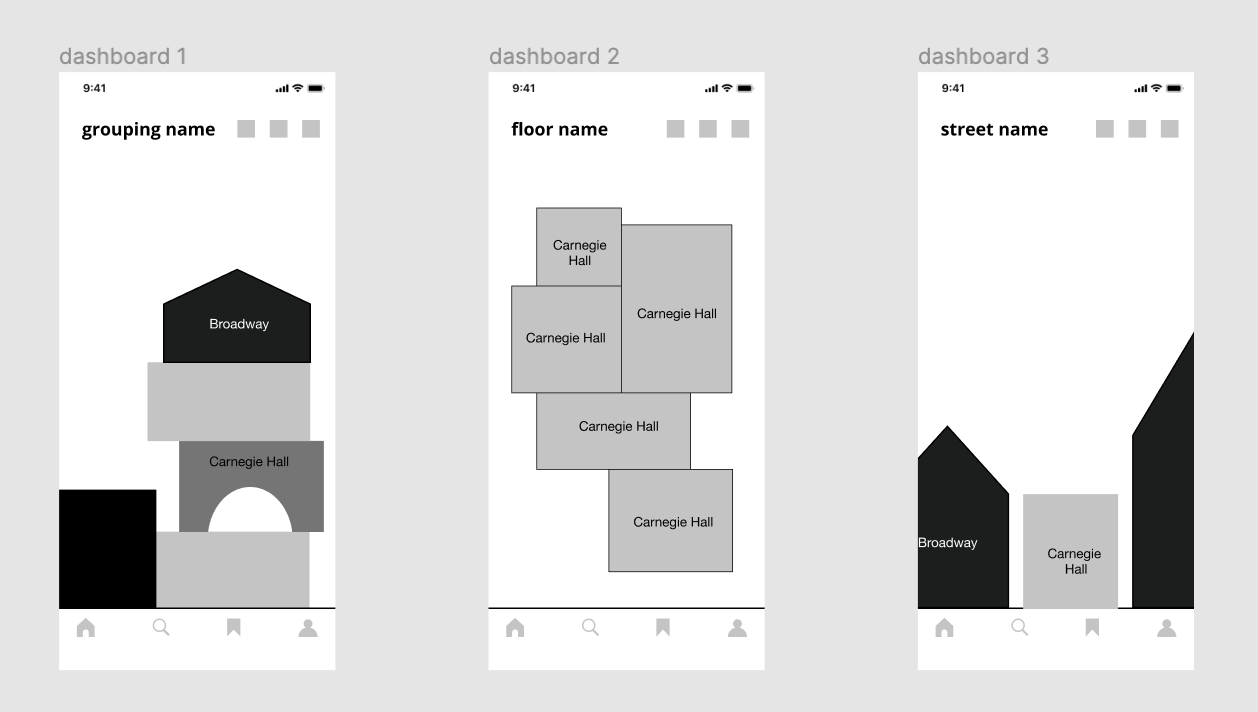 dashboard 1
9:41
grouping name
Broadway
Carnegie Hall
dashboard 2
9:41
floor name
Carnegie
Hall
Carnegie Hall
Carnegie Hall
Carnegie Hall
Carnegie Hall
dashboard 3
9:41
street name
Broadway
Carnegie
Hall